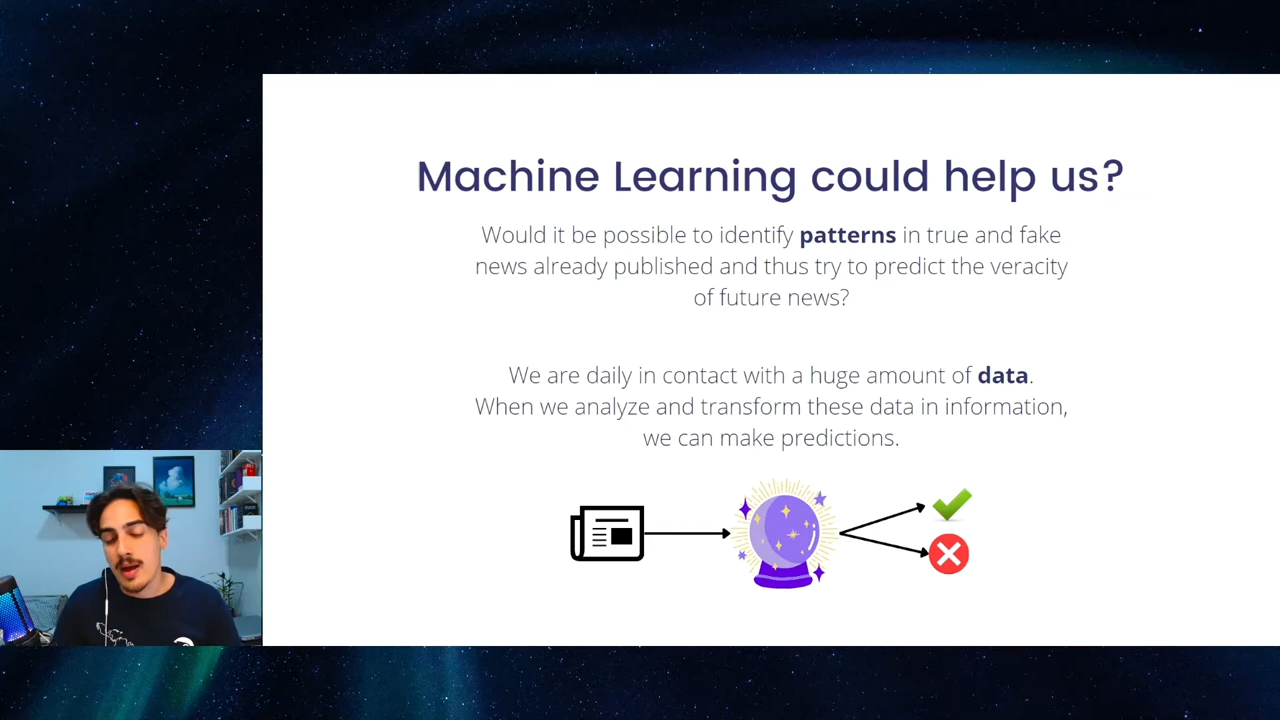 Machine Learning could help us?
Would it be possible to identify patterns in true and fake
news already published and thus try to predict the veracity
of future news?
We are daily in contact with a huge amount of data.
When we analyze and transform these data in information,
we can make predictions.